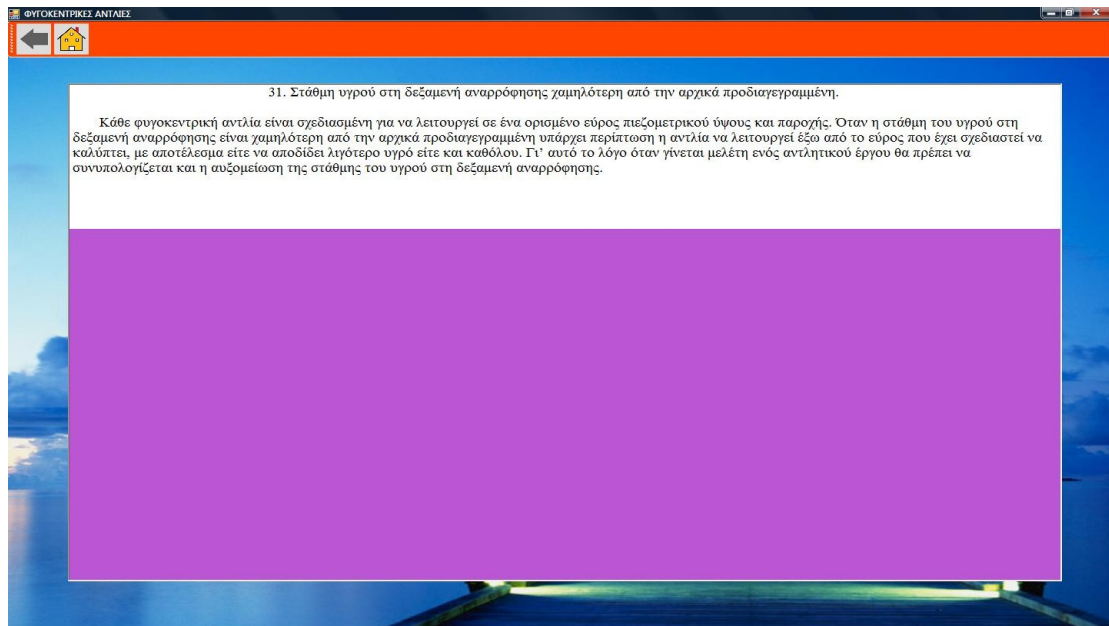 ΦΥΓΟΚΕΝΤΡΙΚΕΣ ΑΝΤΛΙΕΣ
31. Στάθμη υγρού στη δεξαμενή αναρρόφησης χαμηλότερη από την αρχικά προδιαγεγραμμένη.
Κάθε φυγοκεντρική αντλία είναι σχεδιασμένη για να λειτουργεί σε ένα ορισμένο εύρος πιεζομετρικού ύψους και παροχής. Όταν η στάθμη του υγρού στη
δεξαμενή αναρρόφησης είναι χαμηλότερη από την αρχικά προδιαγεγραμμένη υπάρχει περίπτωση η αντλία να λειτουργεί έξω από το εύρος που έχει σχεδιαστεί να
καλύπτει, με αποτέλεσμα είτε να αποδίδει λιγότερο υγρό είτε και καθόλου. Γι’ αυτό το λόγο όταν γίνεται μελέτη ενός αντλητικού έργου θα πρέπει να
συνυπολογίζεται και η αυξομείωση της στάθμης του υγρού στη δεξαμενή αναρρόφησης.